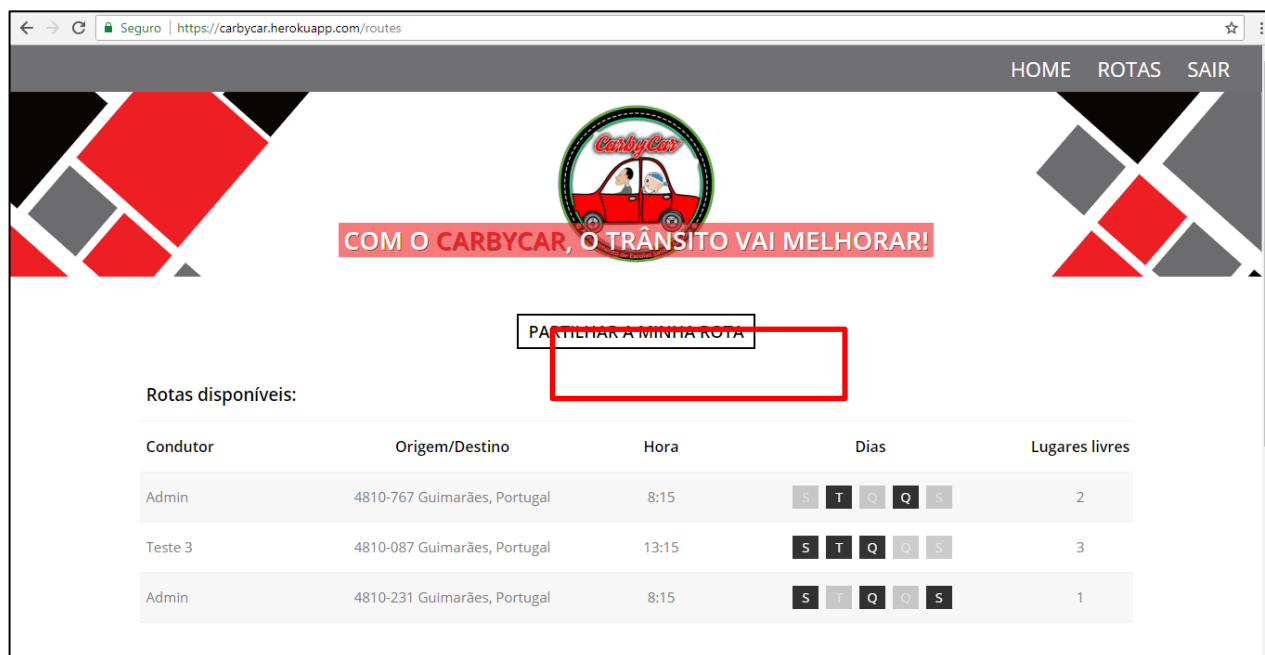 Seguro | https://carbycar.herokuapp.com/routes
HOME ROTAS SAIR
CarbyCar
COM O CARBYCAR, O TRÂNSITO VAI MELHORAR!
PARTILHAR A MINHA ROTA
Rotas disponíveis:
Condutor Origem/Destino Hora Dias Lugares livres
Admin 4810-767 Guimarães, Portugal 8:15 S T Q Q S 2
Teste 3 4810-087 Guimarães, Portugal 13:15 S T Q Q S 3
Admin 4810-231 Guimarães, Portugal 8:15 S T Q Q S 1